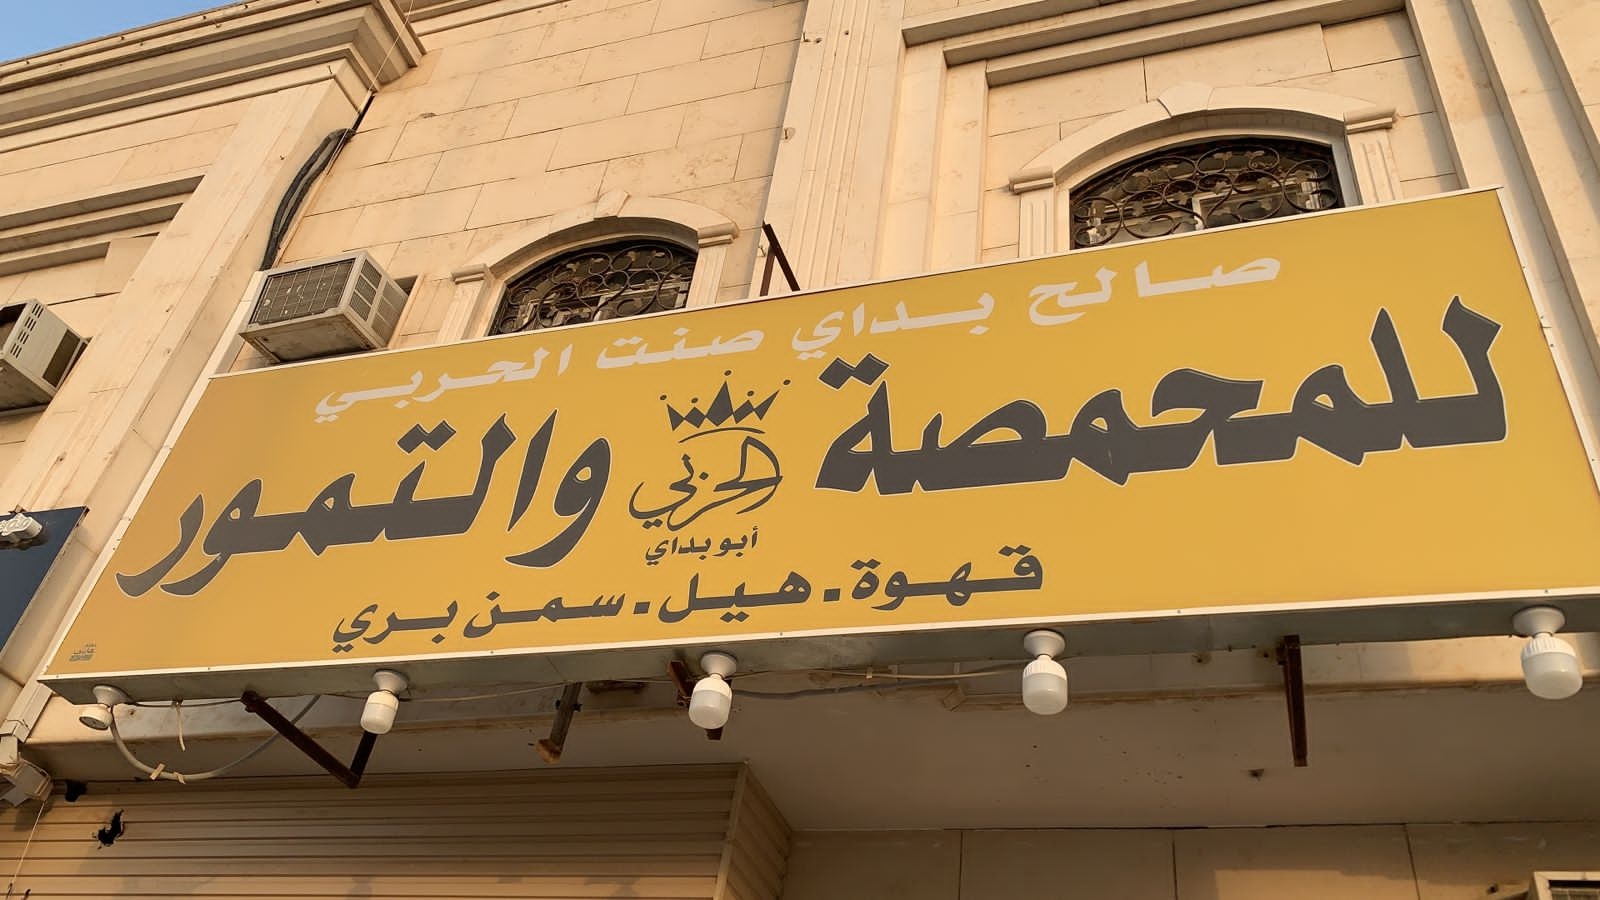 صالح بداي صنت الحربي
للمحمصة والتمور
الحربي
أبو بداي
قهوة . هيل . سمن بري